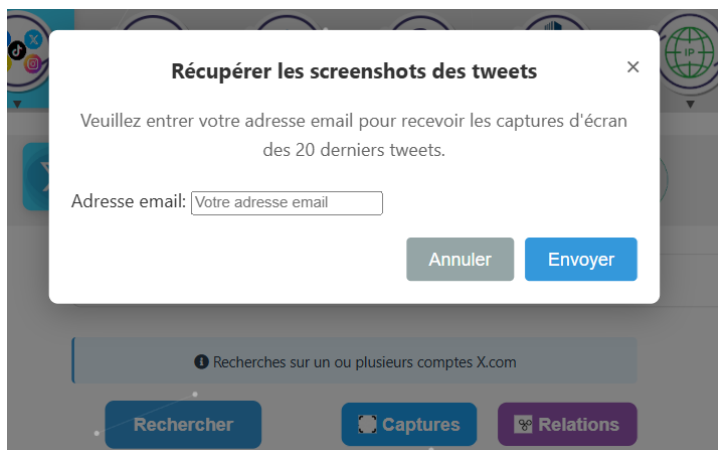 IP
Récupérer les screenshots des tweets ×
Veuillez entrer votre adresse email pour recevoir les captures d'écran
des 20 derniers tweets.
Adresse email: Votre adresse email
Annuler Envoyer
Recherches sur un ou plusieurs comptes X.com
Rechercher Captures Relations